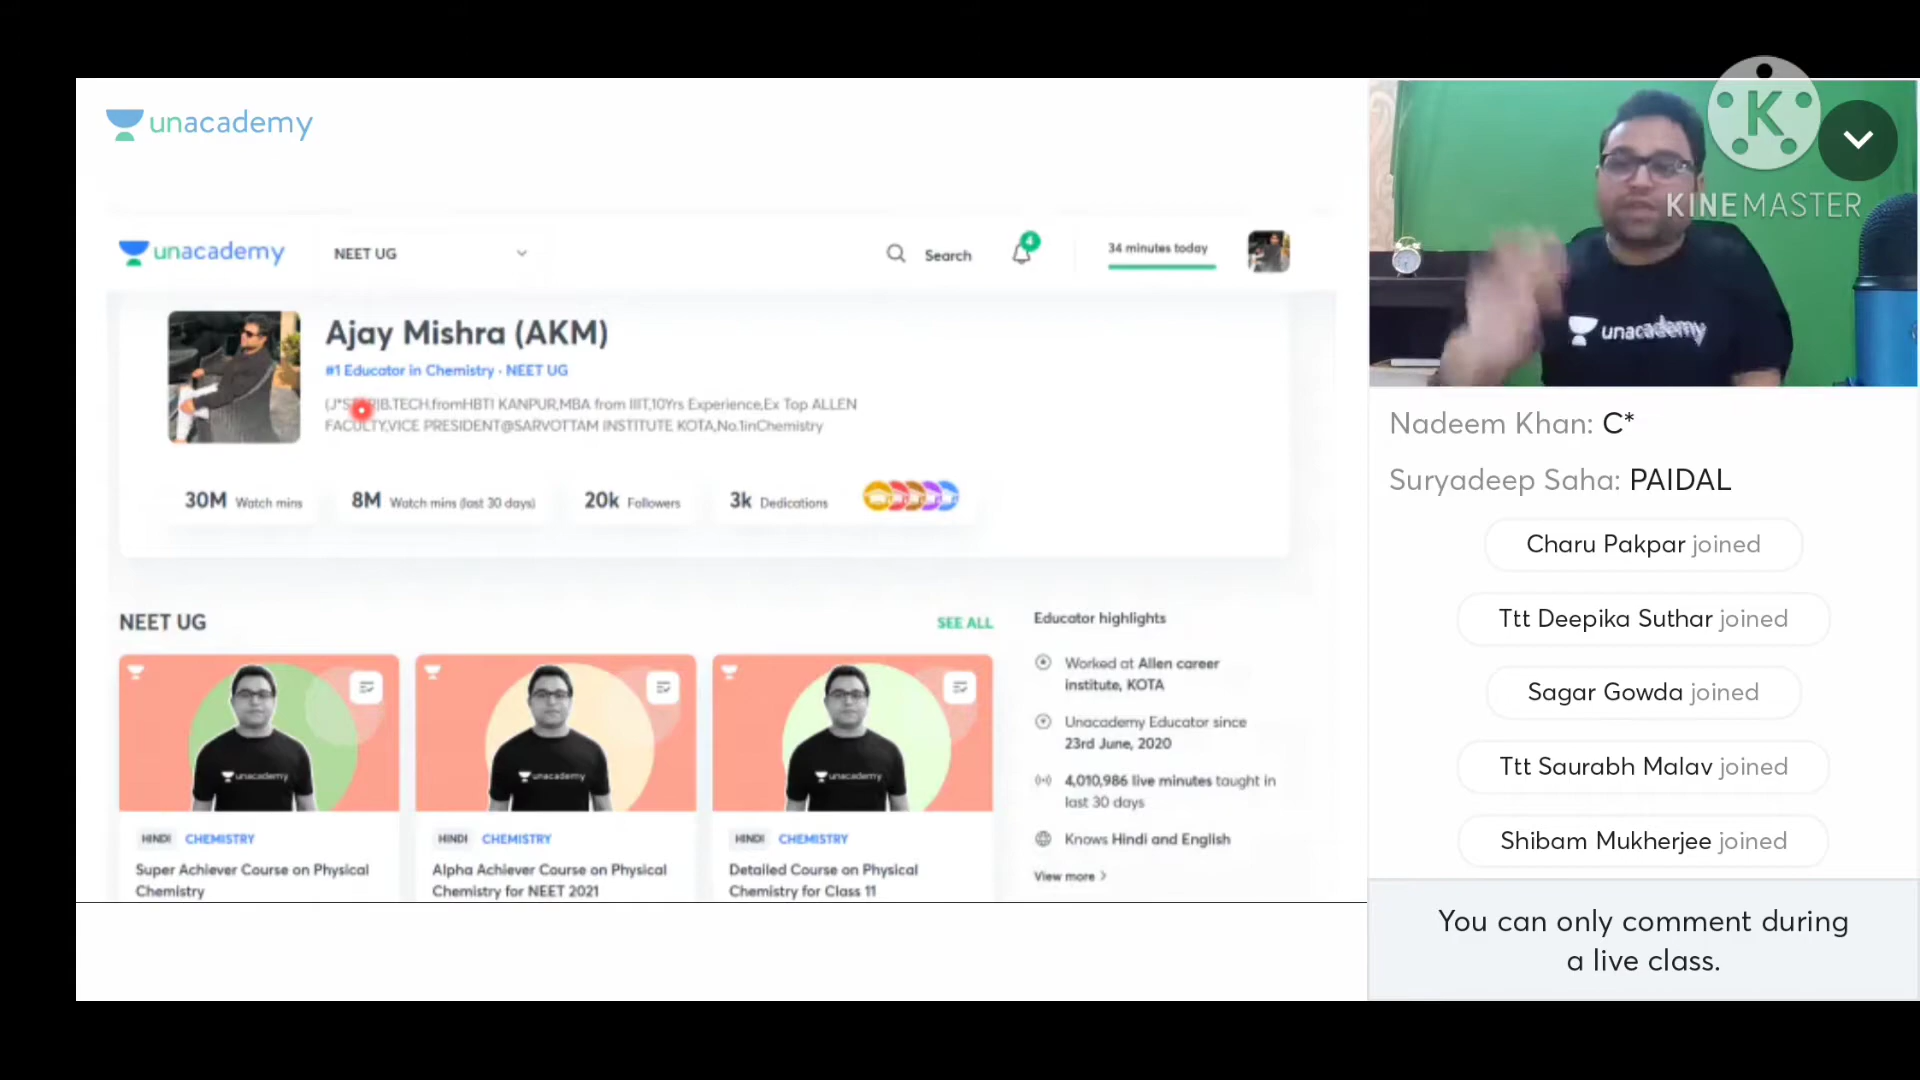 unacademy
unacademy
NEET UG
Search
4
34 minutes today
Ajay Mishra (AKM)
#1 Educator in Chemistry · NEET UG
B.TECH.fromHBTI KANPUR,MBA from IIIT,10Yrs Experience,Ex Top ALLEN
FACULTY,VICE PRESIDENT@SARVOTTAM INSTITUTE KOTA,No.1inChemistry
30M Watch mins
8M Watch mins (last 30 days)
20k Followers
3k Dedications
NEET UG
SEE ALL
unacademy
HINDI CHEMISTRY
Super Achiever Course on Physical
Chemistry
unacademy
HINDI CHEMISTRY
Alpha Achiever Course on Physical
Chemistry for NEET 2021
unacademy
HINDI CHEMISTRY
Detailed Course on Physical
Chemistry for Class 11
Educator highlights
Worked at Allen career
institute, KOTA
Unacademy Educator since
23rd June, 2020
4,010,986 live minutes taught in
last 30 days
Knows Hindi and English
View more >
K
KINEMASTER
unacademy
Nadeem Khan: C*
Suryadeep Saha: PAIDAL
Charu Pakpar joined
Ttt Deepika Suthar joined
Sagar Gowda joined
Ttt Saurabh Malav joined
Shibam Mukherjee joined
You can only comment during
a live class.